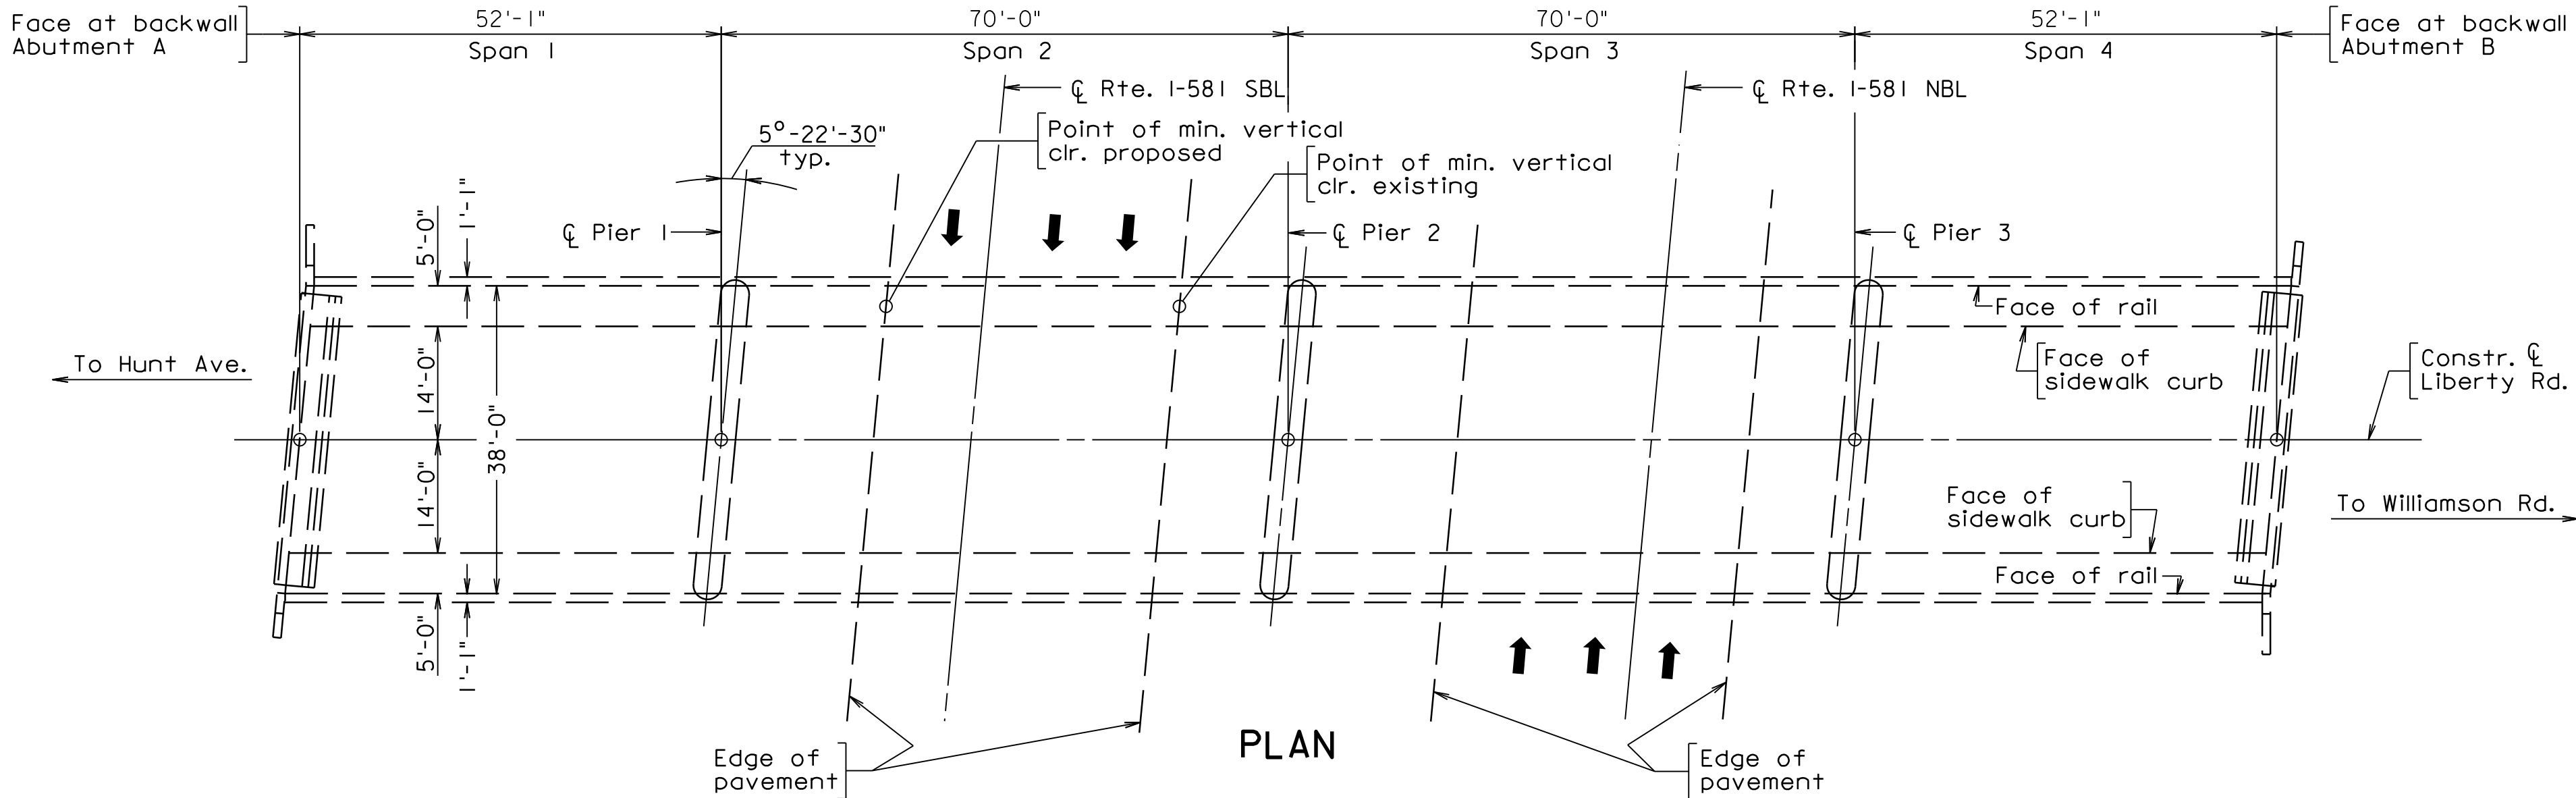 52'-1"
70'-0"
70'-0"
52'-1"
Face at backwall
Abutment A
Span 1
Span 2
Span 3
Span 4
Face at backwall
Abutment B
℄ Rte. I-581 SBL
℄ Rte. I-581 NBL
5°-22'-30"
typ.
Point of min. vertical
clr. proposed
Point of min. vertical
clr. existing
5'-0"
1'-1"
℄ Pier 1
℄ Pier 2
℄ Pier 3
Face of rail
To Hunt Ave.
14'-0"
Face of
sidewalk curb
Constr. ℄
Liberty Rd.
38'-0"
14'-0"
Face of
sidewalk curb
To Williamson Rd.
Face of rail
5'-0"
1'-1"
PLAN
Edge of
pavement
Edge of
pavement